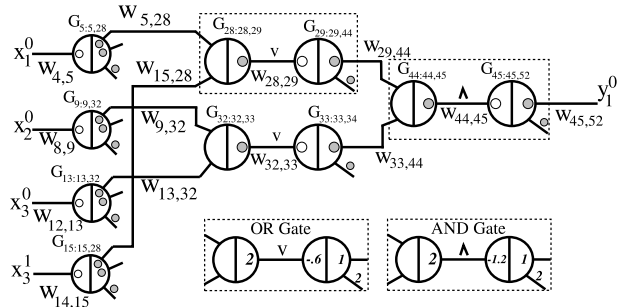 G5:5,28 W5,28 G28:28,29 G29:29,44
x1^0 W4,5 W15,28 v W28,29 W29,44
G44:44,45 ʌ G45:45,52
G9:9,32 W9,32 G32:32,33 G33:33,34 W44,45 W45,52 y1^0
x2^0 W8,9 v W32,33 W33,44
G13:13,32 W13,32
x3^0 W12,13
G15:15,28
x3^1 W14,15
OR Gate
2 v -.6 1 2
AND Gate
2 ʌ -1.2 1 2